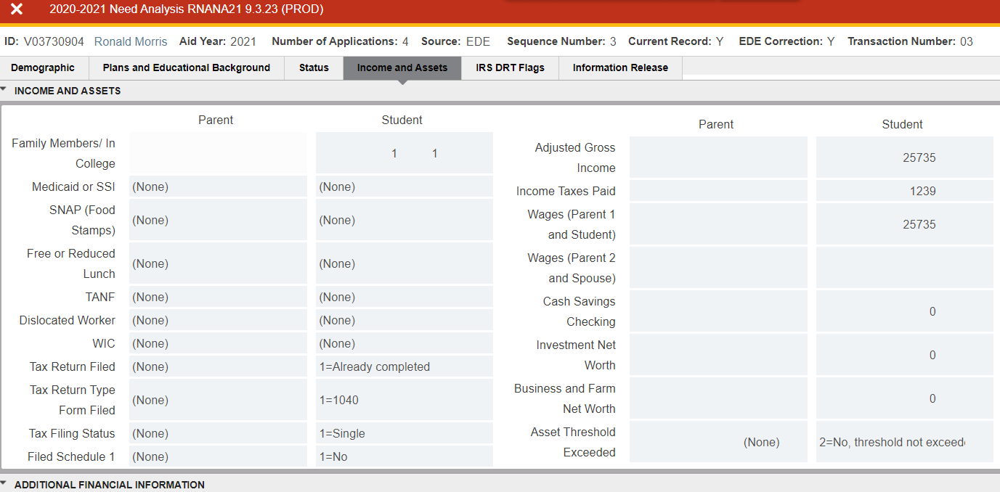 2020-2021 Need Analysis RNANA21 9.3.23 (PROD)
ID: V03730904 Ronald Morris Aid Year: 2021 Number of Applications: 4 Source: EDE Sequence Number: 3 Current Record: Y EDE Correction: Y Transaction Number: 03
Demographic Plans and Educational Background Status Income and Assets IRS DRT Flags Information Release
INCOME AND ASSETS
Parent Student
Family Members/ In
College 1 1
Medicaid or SSI (None) (None)
SNAP (Food
Stamps) (None) (None)
Free or Reduced
Lunch (None) (None)
TANF (None) (None)
Dislocated Worker (None) (None)
WIC (None) (None)
Tax Return Filed (None) 1=Already completed
Tax Return Type
Form Filed (None) 1=1040
Tax Filing Status (None) 1=Single
Filed Schedule 1 (None) 1=No
Parent Student
Adjusted Gross
Income 25735
Income Taxes Paid 1239
Wages (Parent 1
and Student) 25735
Wages (Parent 2
and Spouse)
Cash Savings
Checking 0
Investment Net
Worth 0
Business and Farm
Net Worth 0
Asset Threshold
Exceeded (None) 2=No, threshold not exceed
ADDITIONAL FINANCIAL INFORMATION